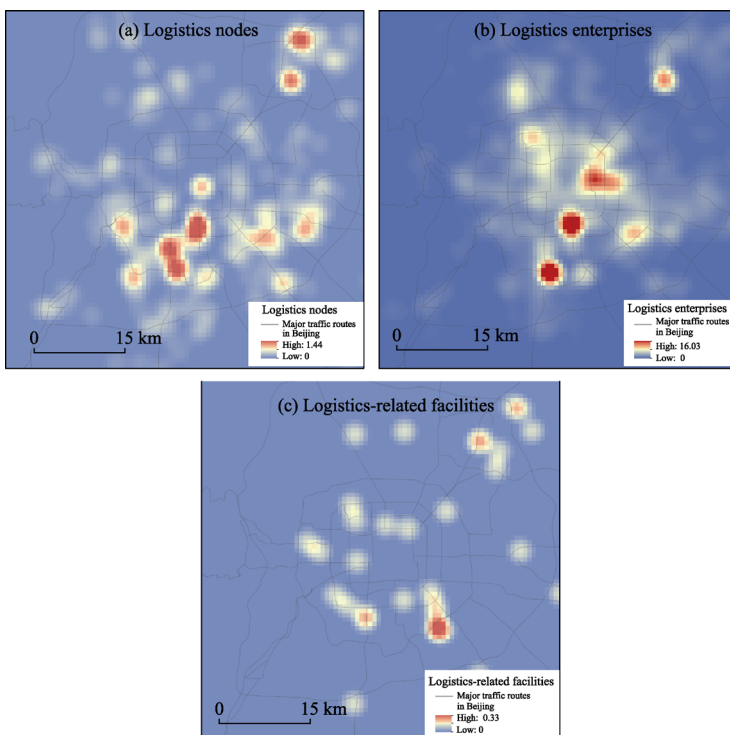 (a) Logistics nodes
Logistics nodes
Major traffic routes
in Beijing
High: 1.44
Low: 0
0 15 km
(b) Logistics enterprises
Logistics enterprises
Major traffic routes
in Beijing
High: 16.03
Low: 0
0 15 km
(c) Logistics-related facilities
Logistics-related facilities
Major traffic routes
in Beijing
High: 0.33
Low: 0
0 15 km